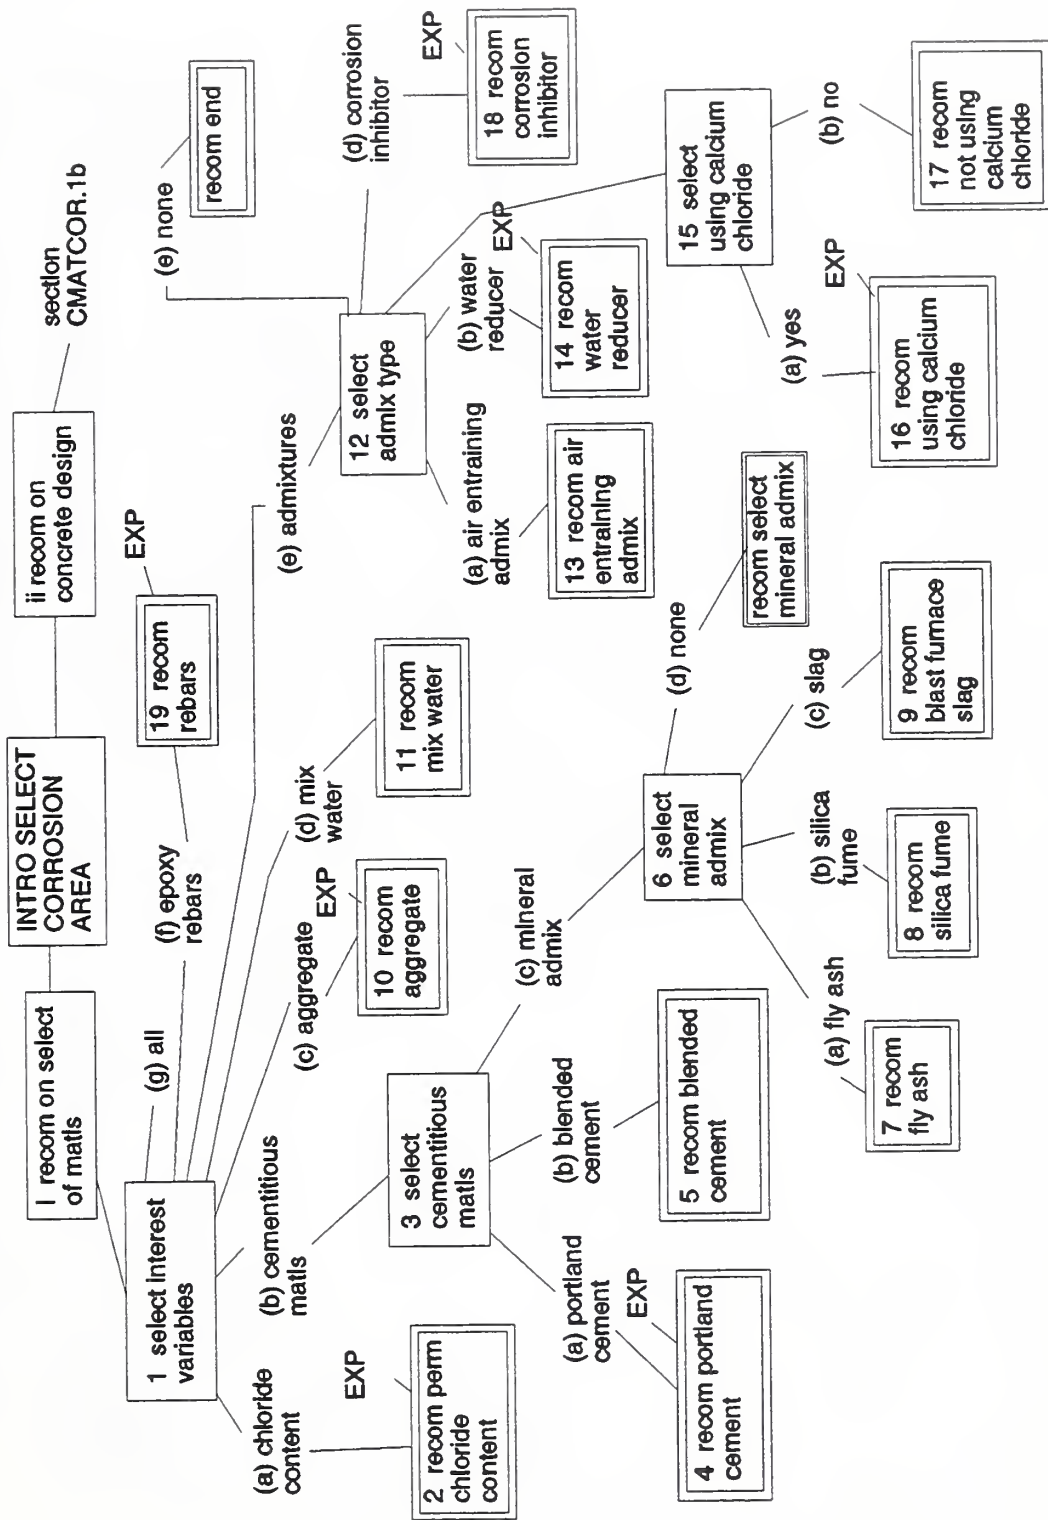 INTRO SELECT
CORROSION
AREA
I recom on select
of matls
ii recom on
concrete design
section
CMATCOR.1b
1 select interest
variables
(g) all
(f) epoxy
rebars
19 recom
rebars
EXP
(e) admixtures
(d) mix
water
11 recom
mix water
(c) aggregate
EXP
10 recom
aggregate
(b) cementitious
matls
(a) chloride
content
EXP
2 recom perm
chloride
content
3 select
cementitious
matls
(a) portland
cement
EXP
4 recom portland
cement
(b) blended
cement
5 recom blended
cement
(c) mineral
admix
6 select
mineral
admix
(a) fly ash
7 recom
fly ash
(b) silica
fume
8 recom
silica fume
(c) slag
9 recom
blast furnace
slag
(d) none
recom select
mineral admix
12 select
admix type
(e) none
recom end
(d) corrosion
inhibitor
EXP
18 recom
corrosion
inhibitor
(a) air entraining
admix
13 recom air
entraining
admix
(b) water
reducer
EXP
14 recom
water
reducer
15 select
using calcium
chloride
(a) yes
EXP
16 recom
using calcium
chloride
(b) no
17 recom
not using
calcium
chloride